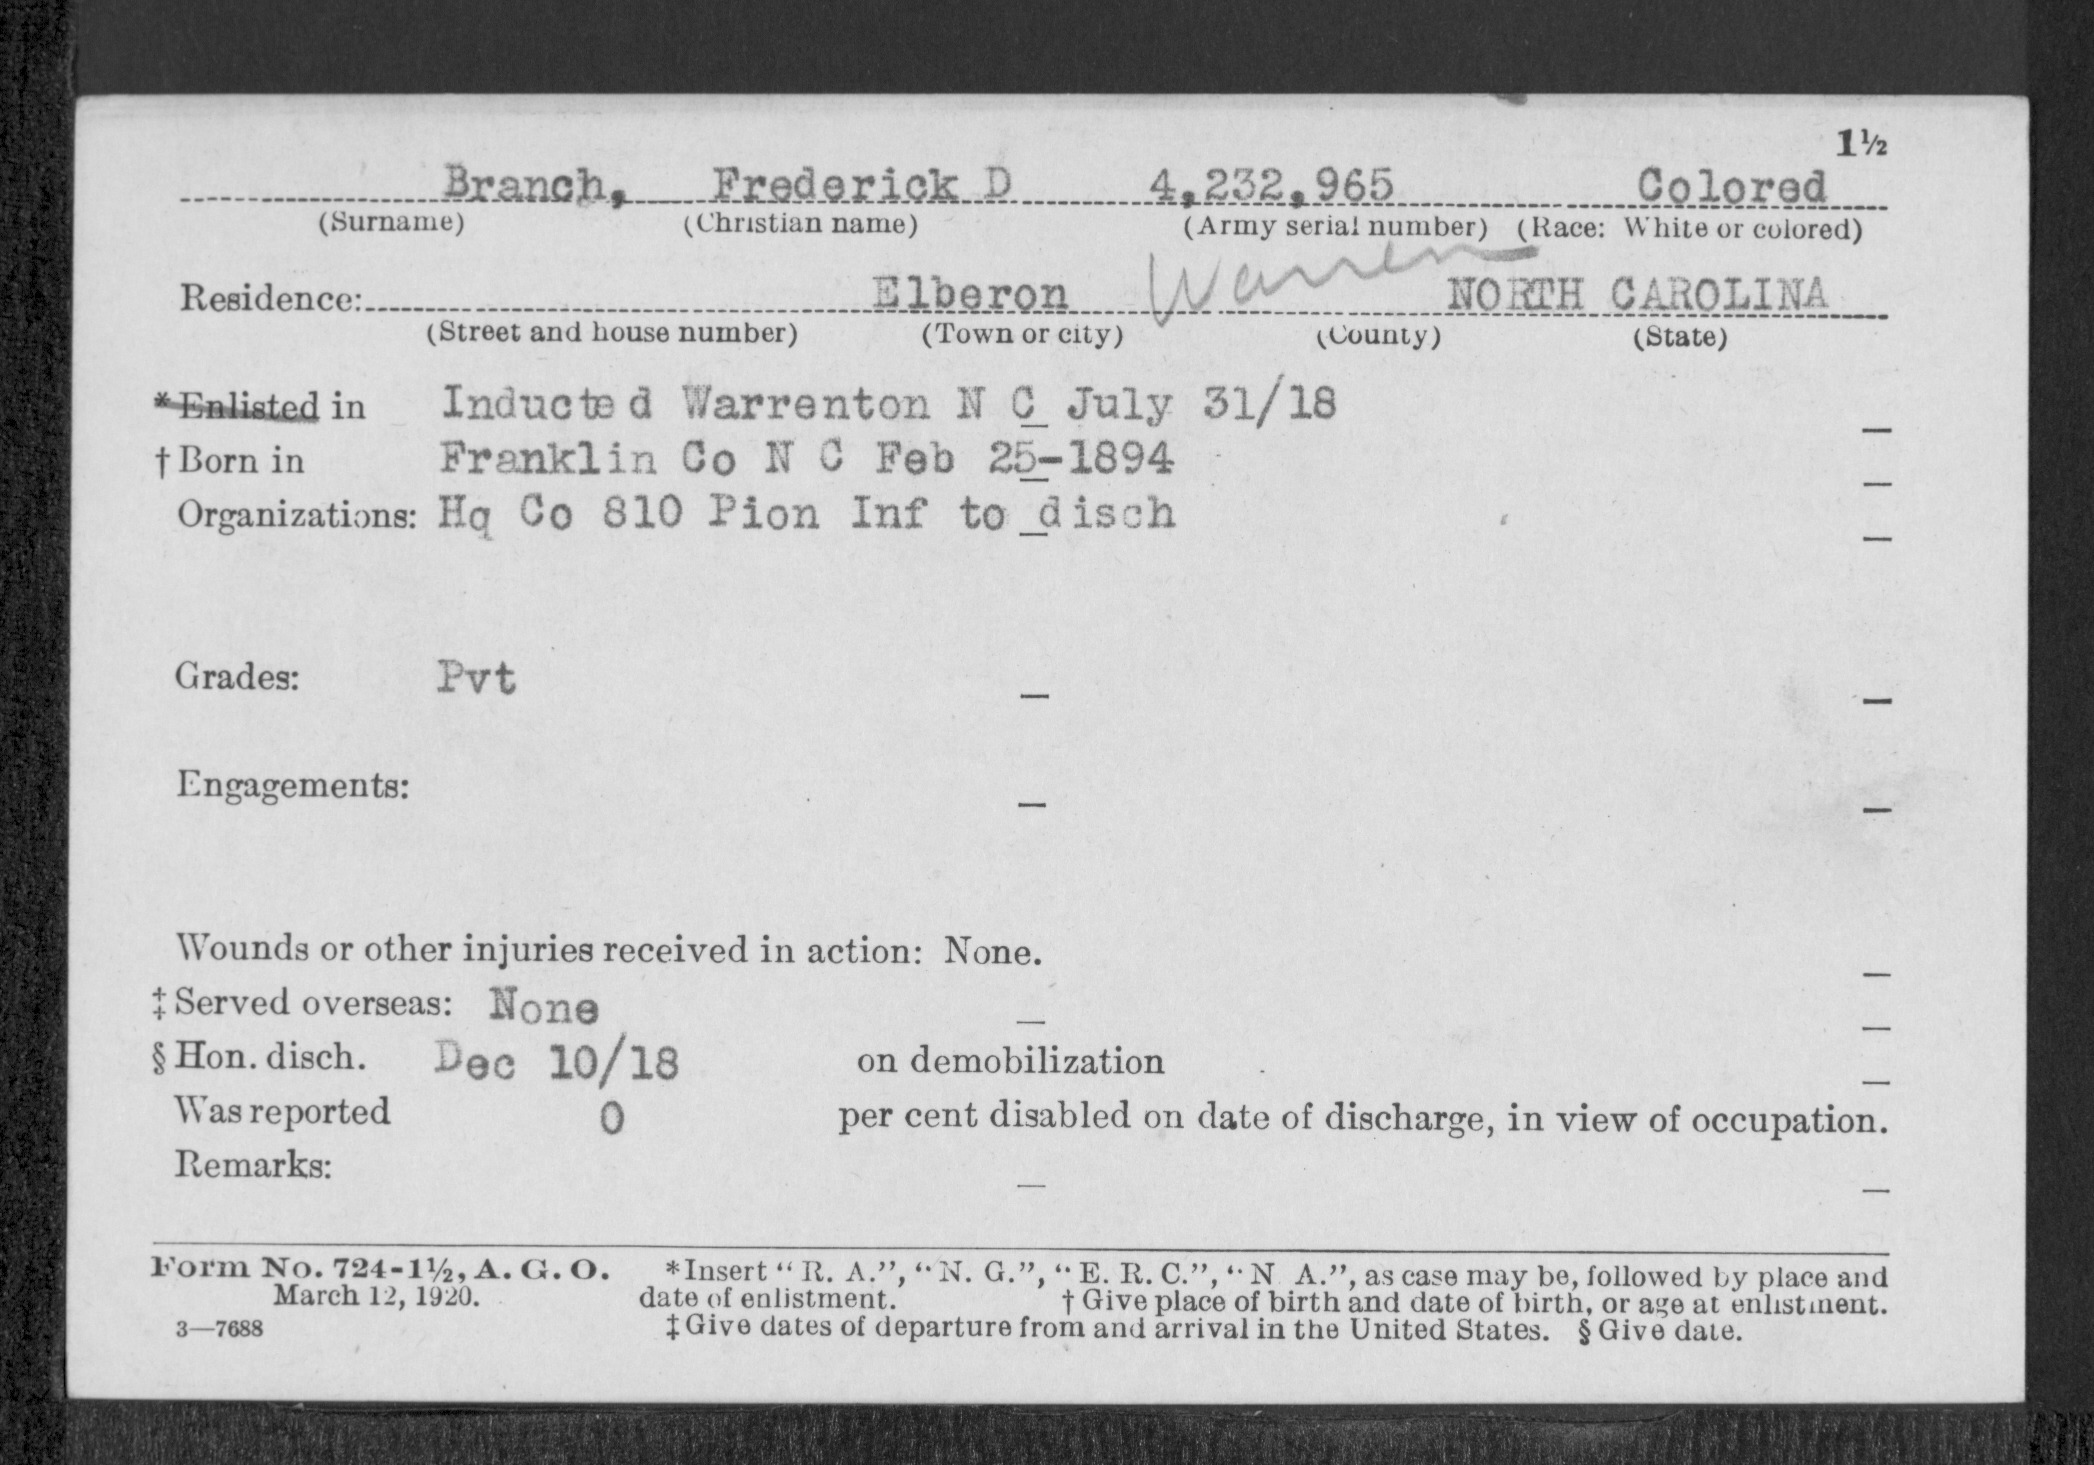 1½
Branch, Frederick D 4,232,965 Colored
(Surname) (Christian name) (Army serial number) (Race: White or colored)
Residence: Elberon Warren NORTH CAROLINA
(Street and house number) (Town or city) (County) (State)
* Enlisted in Inducted Warrenton N C July 31/18
† Born in Franklin Co N C Feb 25-1894
Organizations: Hq Co 810 Pion Inf to disch
Grades: Pvt
Engagements:
Wounds or other injuries received in action: None.
‡ Served overseas: None
§ Hon. disch. Dec 10/18 on demobilization
Was reported 0 per cent disabled on date of discharge, in view of occupation.
Remarks:
Form No. 724-1½, A. G. O. *Insert "R. A.", "N. G.", "E. R. C.", "N A.", as case may be, followed by place and
March 12, 1920. date of enlistment. † Give place of birth and date of birth, or age at enlistment.
3—7688 ‡ Give dates of departure from and arrival in the United States. § Give date.